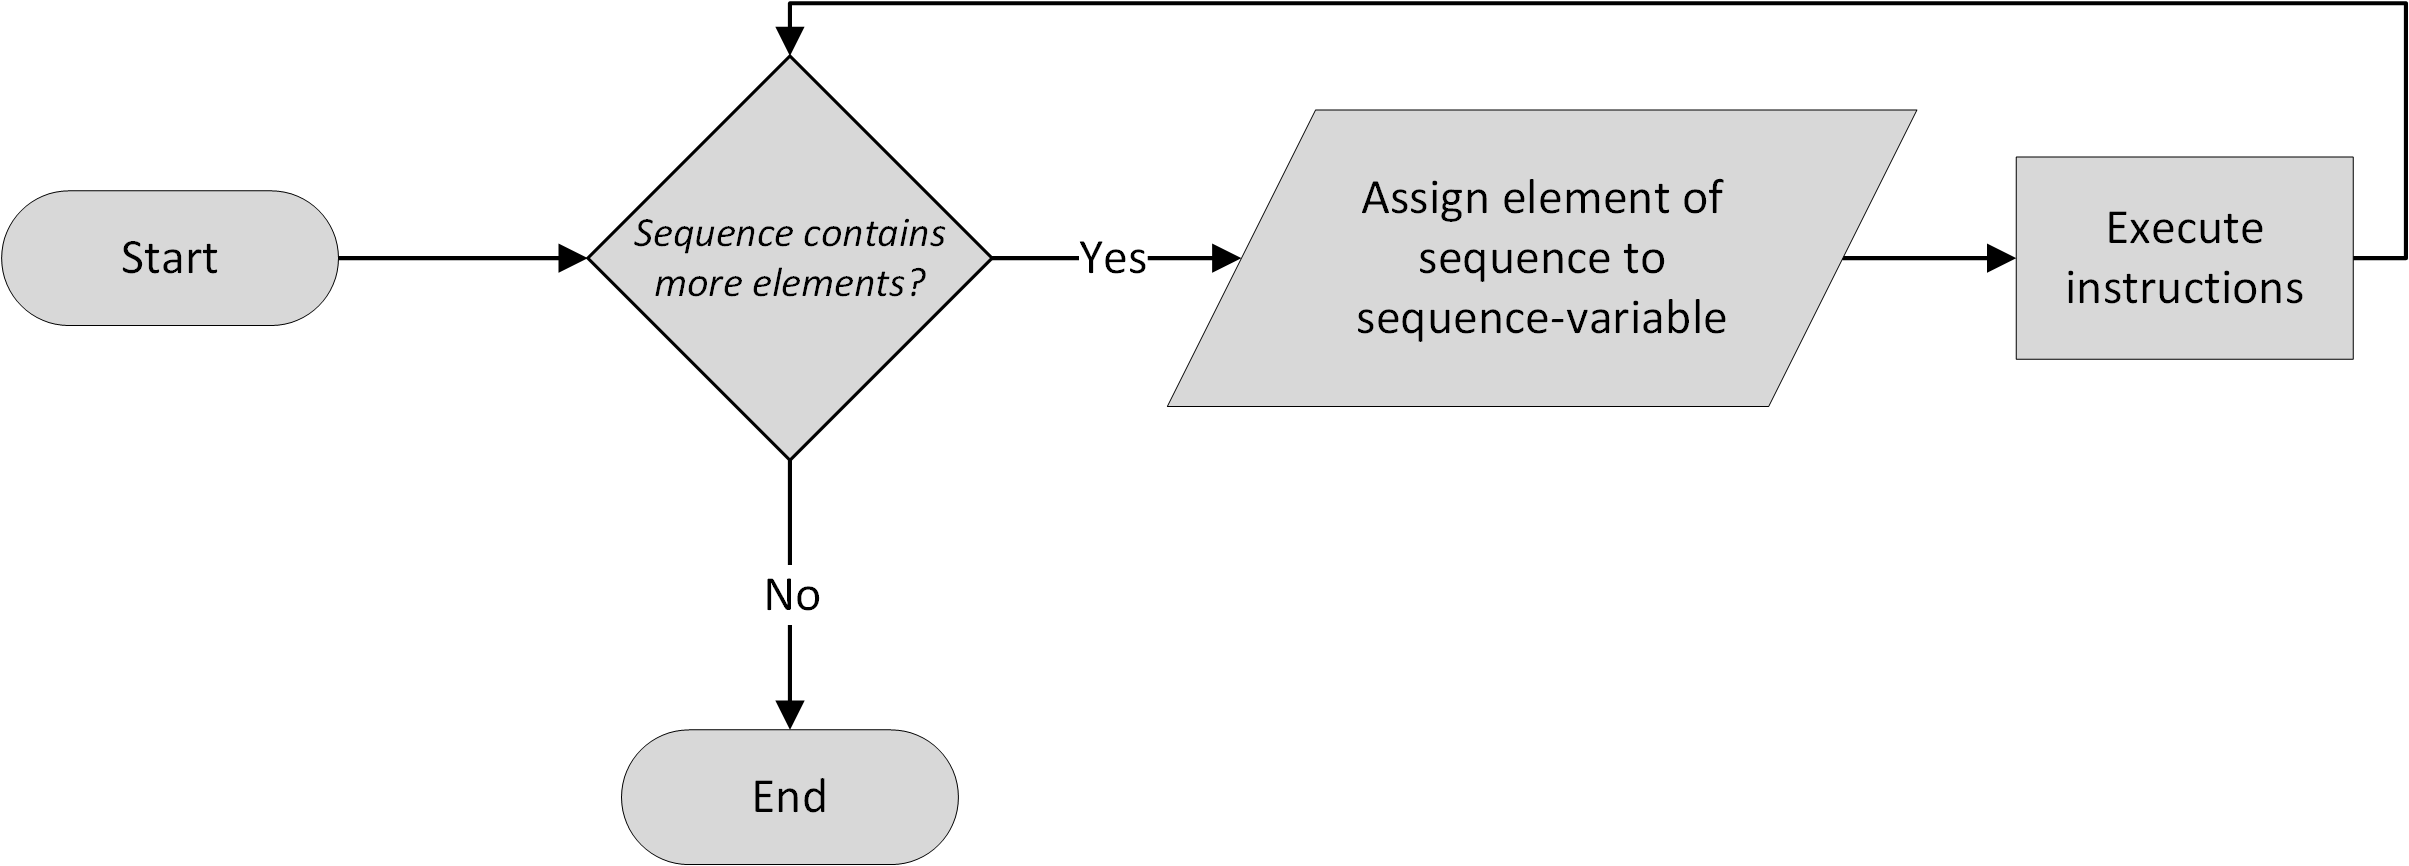 Start
Sequence contains
more elements?
Yes
Assign element of
sequence to
sequence-variable
Execute
instructions
No
End